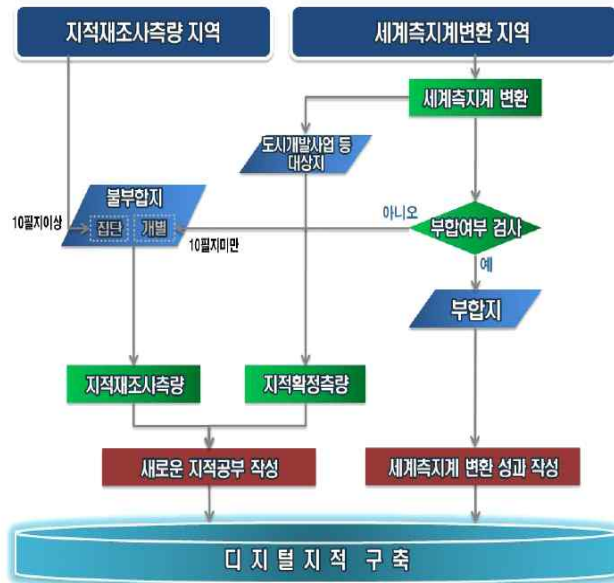 지적재조사측량 지역
세계측지계변환 지역
세계측지계 변환
도시개발사업 등
대상지
불부합지
10필지이상
집단
개별
10필지미만
아니오
부합여부 검사
예
부합지
지적재조사측량
지적확정측량
새로운 지적공부 작성
세계측지계 변환 성과 작성
디지털지적 구축